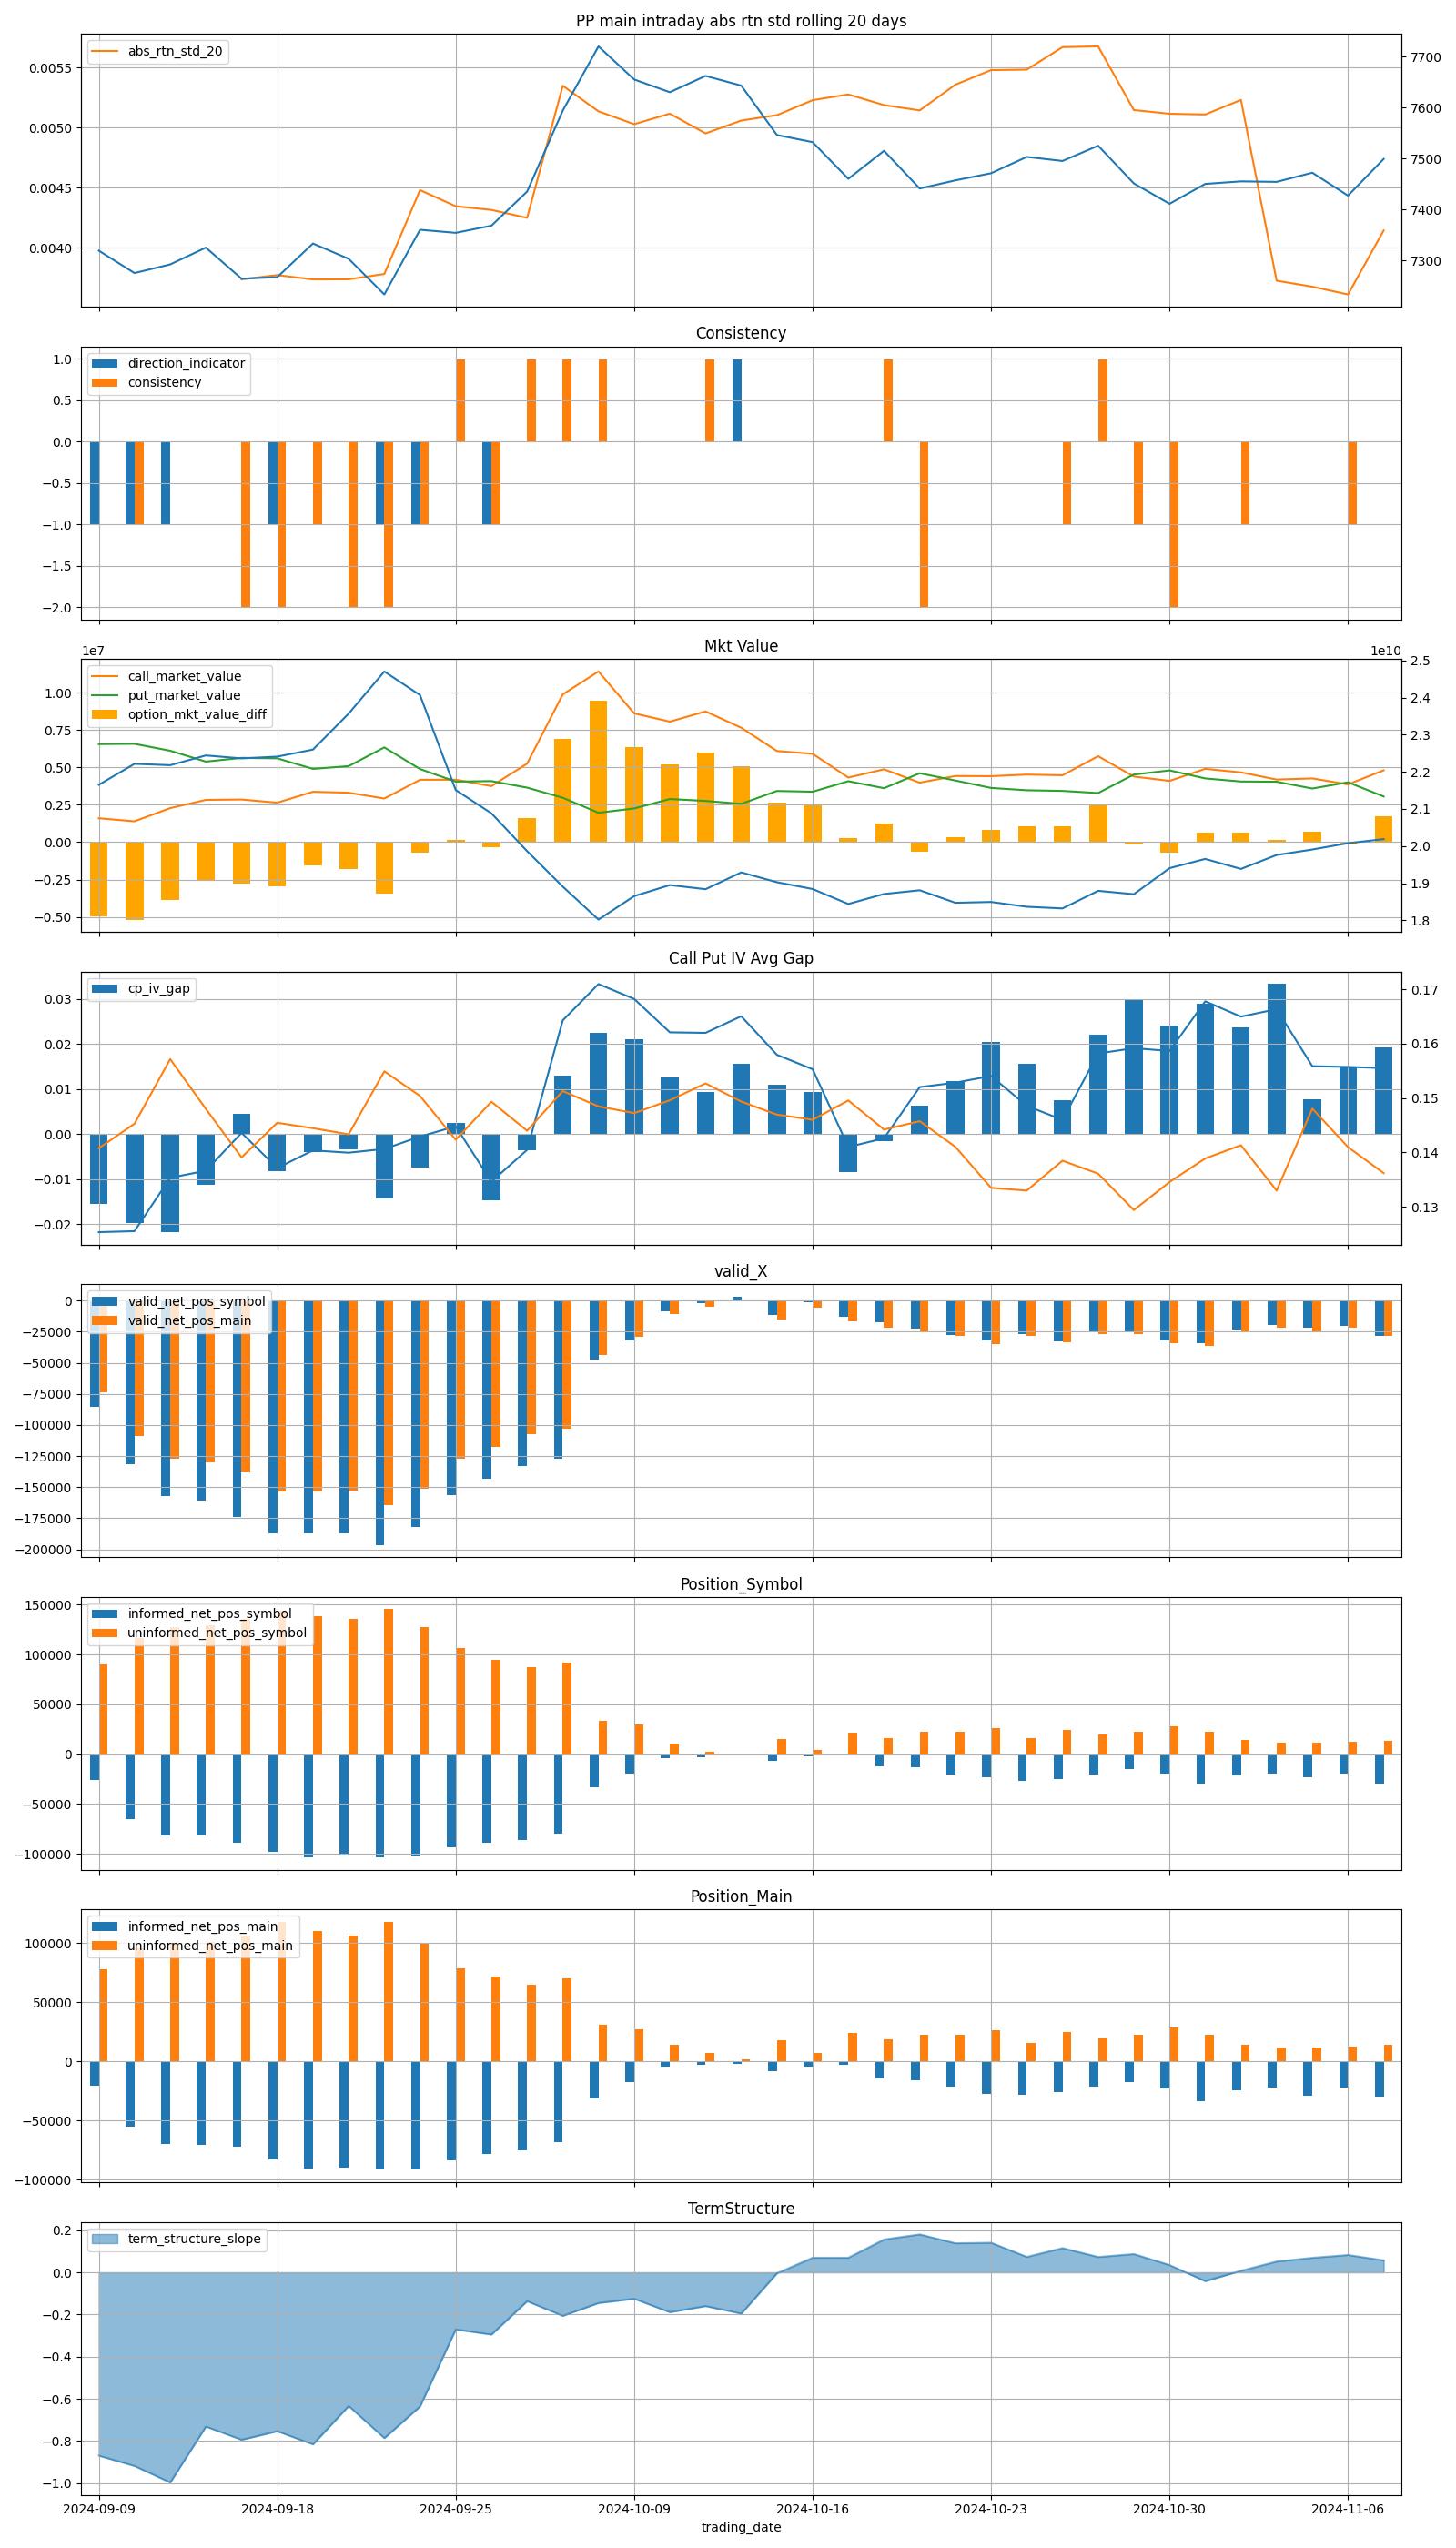 PP main intraday abs rtn std rolling 20 days
abs_rtn_std_20
0.0055
0.0050
0.0045
0.0040
7700
7600
7500
7400
7300
Consistency
direction_indicator
consistency
1.0
0.5
0.0
−0.5
−1.0
−1.5
−2.0
Mkt Value
1e7
1e10
call_market_value
put_market_value
option_mkt_value_diff
1.00
0.75
0.50
0.25
0.00
−0.25
−0.50
2.5
2.4
2.3
2.2
2.1
2.0
1.9
1.8
Call Put IV Avg Gap
cp_iv_gap
0.03
0.02
0.01
0.00
−0.01
−0.02
0.17
0.16
0.15
0.14
0.13
valid_X
valid_net_pos_symbol
valid_net_pos_main
0
−25000
−50000
−75000
−100000
−125000
−150000
−175000
−200000
Position_Symbol
informed_net_pos_symbol
uninformed_net_pos_symbol
150000
100000
50000
0
−50000
−100000
Position_Main
informed_net_pos_main
uninformed_net_pos_main
100000
50000
0
−50000
−100000
TermStructure
term_structure_slope
0.2
0.0
−0.2
−0.4
−0.6
−0.8
−1.0
2024-09-09 2024-09-18 2024-09-25 2024-10-09 2024-10-16 2024-10-23 2024-10-30 2024-11-06
trading_date